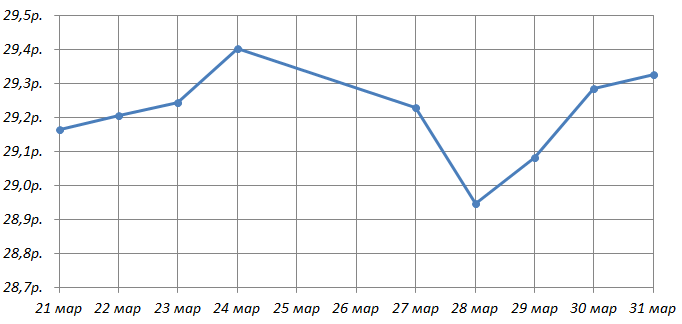 29,5р.
29,4р.
29,3р.
29,2р.
29,1р.
29,0р.
28,9р.
28,8р.
28,7р.
21 мар 22 мар 23 мар 24 мар 25 мар 26 мар 27 мар 28 мар 29 мар 30 мар 31 мар